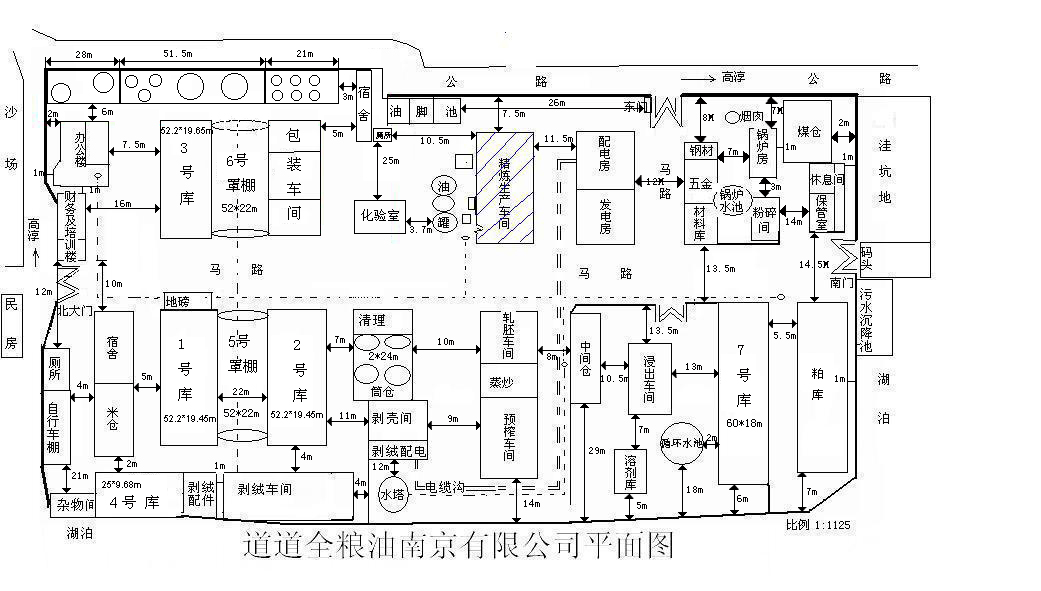 28m
51.5m
21m
公 路
高淳
公 路
沙场
2m
6m
3m
宿舍
油 脚 池
26m
7.5m
东门
8M
烟肉
7M
煤仓
2m
洼坑地
办公楼
7.5m
52.2*19.65m
3号库
6号罩棚
52*22m
包装车间
5m
厕所
10.5m
25m
精炼生产车间
11.5m
配电房
发电房
马路
12M
钢材
五金
材料库
7m
锅炉房
锅炉水池
3m
粉碎间
14m
1m
休息间
保管室
1m
1m
16m
财务及培训楼
油
罐
化验室
3.7m
高淳
马 路
马 路
13.5m
14.5M
码头
南门
12m
10m
北大门
民房
地磅
污水沉降池
宿舍
米仓
1号库
52.2*19.45m
5号罩棚
22m
52*22m
2号库
52.2*19.45m
7m
清理
2*24m
筒仓
10m
轧胚车间
蒸炒
预榨车间
8m
中间仓
13.5m
浸出车间
10.5m
13m
7号库
60*18m
5.5m
粕库
1m
湖泊
厕所
4m
5m
自行车棚
11m
剥壳间
9m
剥绒配电
12m
7m
循环水池
2m
29m
溶剂库
21m
2m
1m
4m
4m
杂物间
25*9.68m
4号 库
剥绒配件
剥绒车间
水塔
电缆沟
14m
5m
18m
6m
7m
湖泊
比例 1:1125
道道全粮油南京有限公司平面图